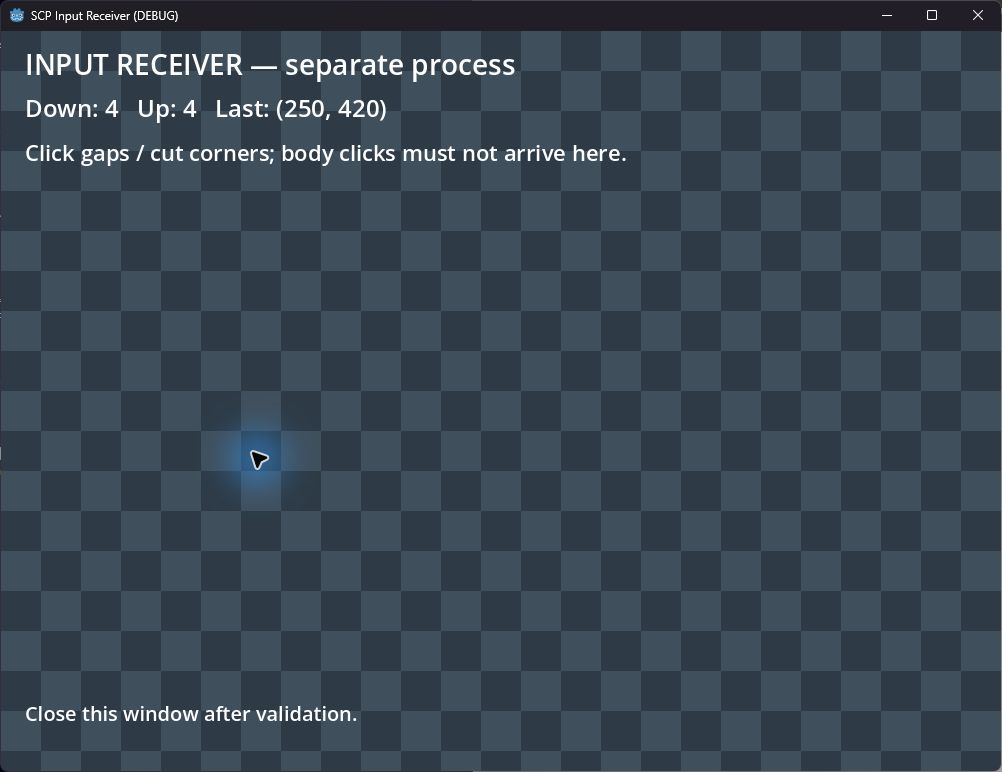 SCP Input Receiver (DEBUG)
INPUT RECEIVER — separate process
Down: 4 Up: 4 Last: (250, 420)
Click gaps / cut corners; body clicks must not arrive here.
Close this window after validation.